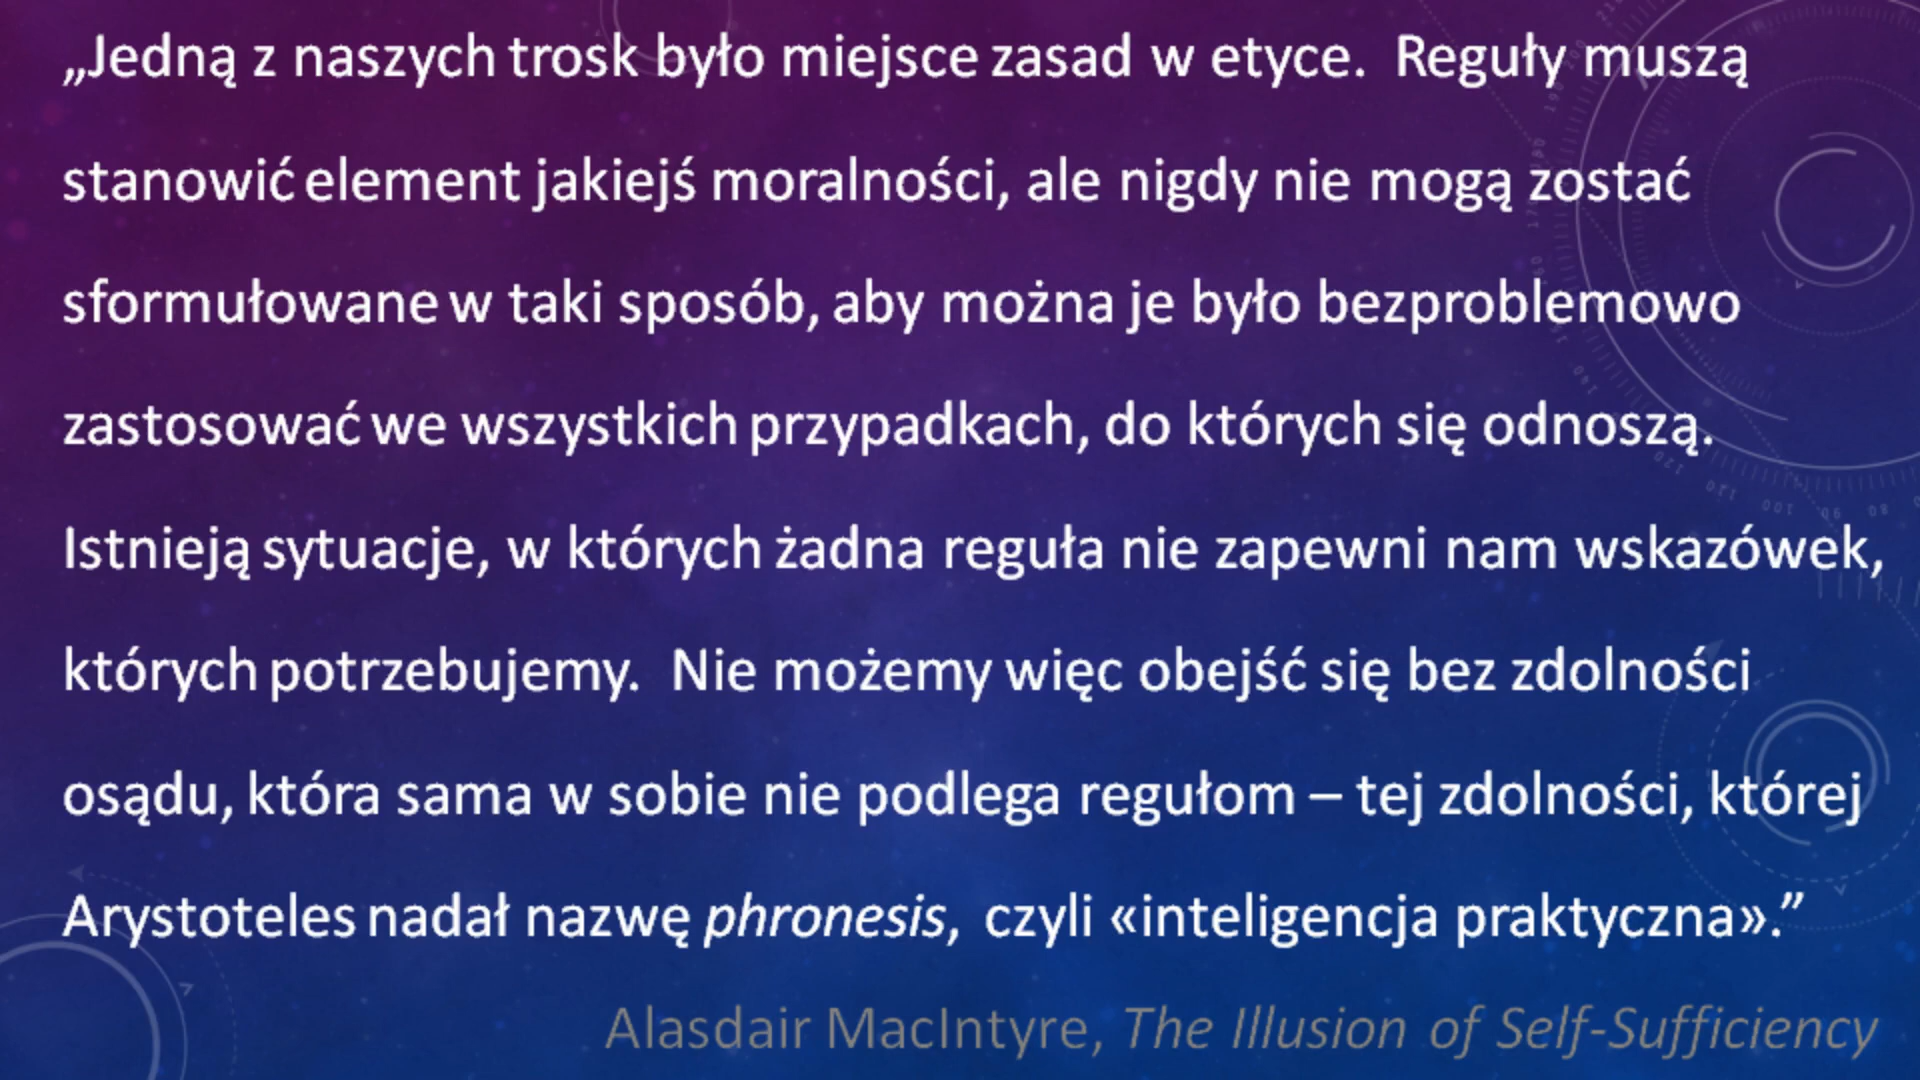 „Jedną z naszych trosk było miejsce zasad w etyce. Reguły muszą
stanowić element jakiejś moralności, ale nigdy nie mogą zostać
sformułowane w taki sposób, aby można je było bezproblemowo
zastosować we wszystkich przypadkach, do których się odnoszą.
Istnieją sytuacje, w których żadna reguła nie zapewni nam wskazówek,
których potrzebujemy. Nie możemy więc obejść się bez zdolności
osądu, która sama w sobie nie podlega regułom – tej zdolności, której
Arystoteles nadał nazwę phronesis, czyli «inteligencja praktyczna».”
Alasdair MacIntyre, The Illusion of Self-Sufficiency